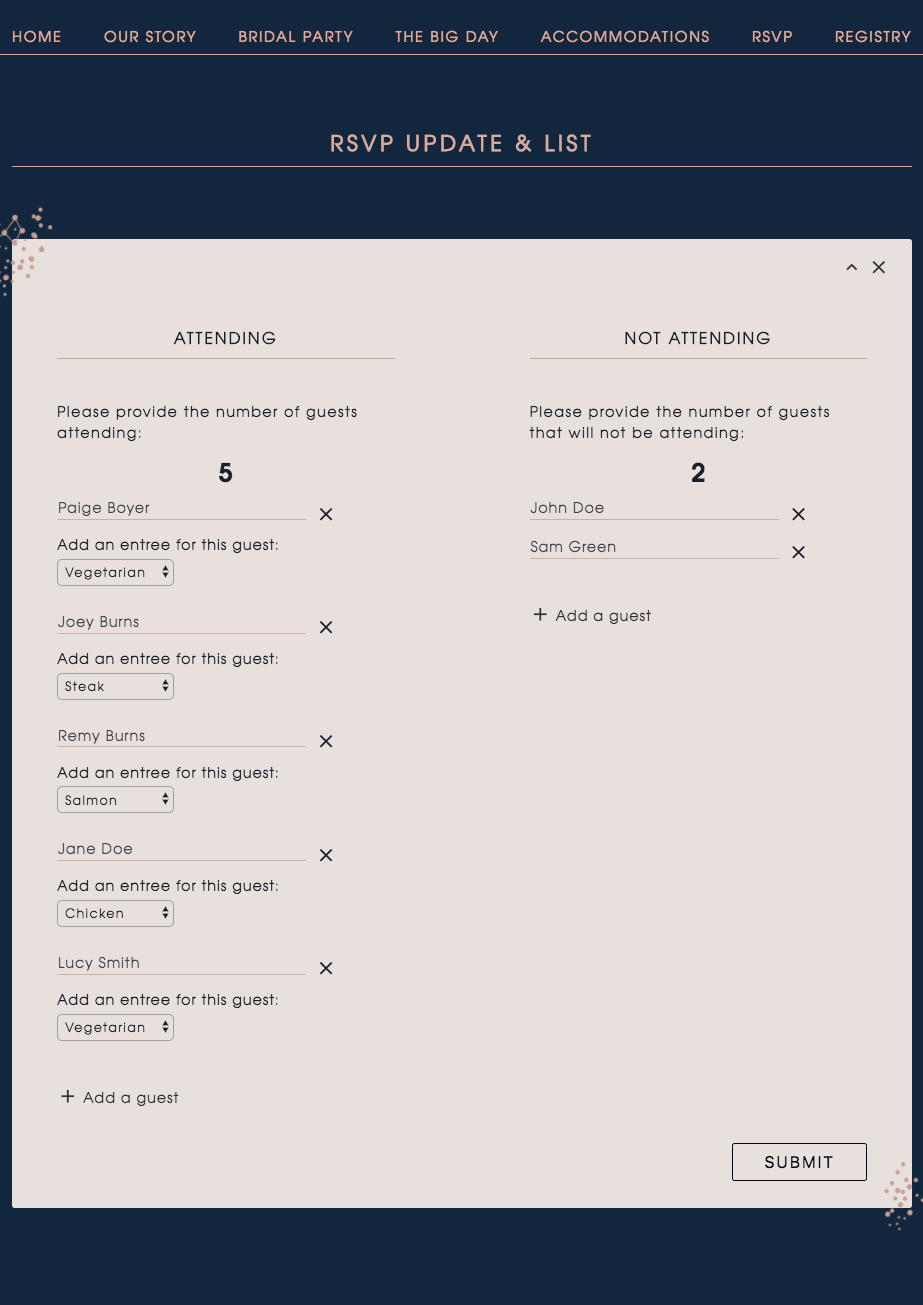 HOME OUR STORY BRIDAL PARTY THE BIG DAY ACCOMMODATIONS RSVP REGISTRY
RSVP UPDATE & LIST
ATTENDING
Please provide the number of guests
attending:
5
Paige Boyer
Add an entree for this guest:
Vegetarian
Joey Burns
Add an entree for this guest:
Steak
Remy Burns
Add an entree for this guest:
Salmon
Jane Doe
Add an entree for this guest:
Chicken
Lucy Smith
Add an entree for this guest:
Vegetarian
+ Add a guest
NOT ATTENDING
Please provide the number of guests
that will not be attending:
2
John Doe
Sam Green
+ Add a guest
SUBMIT